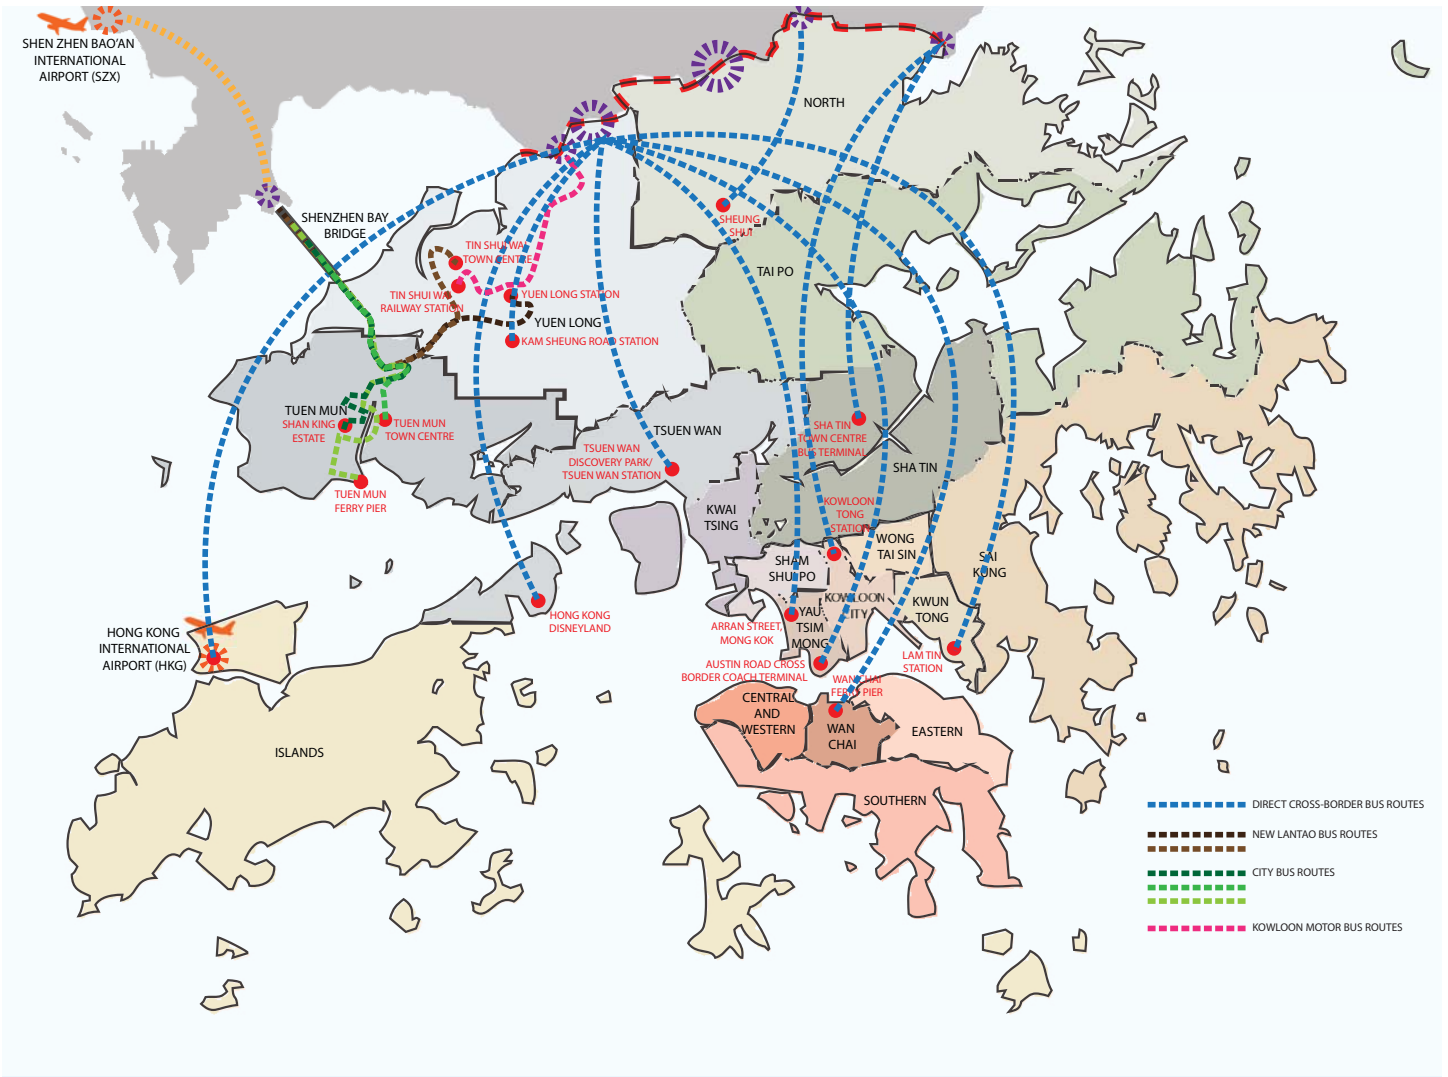 SHEN ZHEN BAO'AN
INTERNATIONAL
AIRPORT (SZX)
NORTH
SHENZHEN BAY
BRIDGE
SHEUNG
SHUI
TIN SHUI WAI
TOWN CENTRE
TAI PO
TIN SHUI WAI
RAILWAY STATION
YUEN LONG STATION
YUEN LONG
KAM SHEUNG ROAD STATION
TUEN MUN
SHAN KING
ESTATE
TUEN MUN
TOWN CENTRE
TSUEN WAN
TSUEN WAN
DISCOVERY PARK/
TSUEN WAN STATION
SHA TIN
TOWN CENTRE
BUS TERMINAL
SHA TIN
TUEN MUN
FERRY PIER
KWAI
TSING
KOWLOON
TONG
STATION
WONG
TAI SIN
SHAM
SHUI PO
SAI
KUNG
KOWLOON
CITY
KWUN
TONG
YAU
TSIM
MONG
HONG KONG
DISNEYLAND
ARRAN STREET,
MONG KOK
HONG KONG
INTERNATIONAL
AIRPORT (HKG)
LAM TIN
STATION
AUSTIN ROAD CROSS
BORDER COACH TERMINAL
WAN CHAI
FERRY PIER
CENTRAL
AND
WESTERN
WAN
CHAI
EASTERN
ISLANDS
SOUTHERN
DIRECT CROSS-BORDER BUS ROUTES
NEW LANTAO BUS ROUTES
CITY BUS ROUTES
KOWLOON MOTOR BUS ROUTES